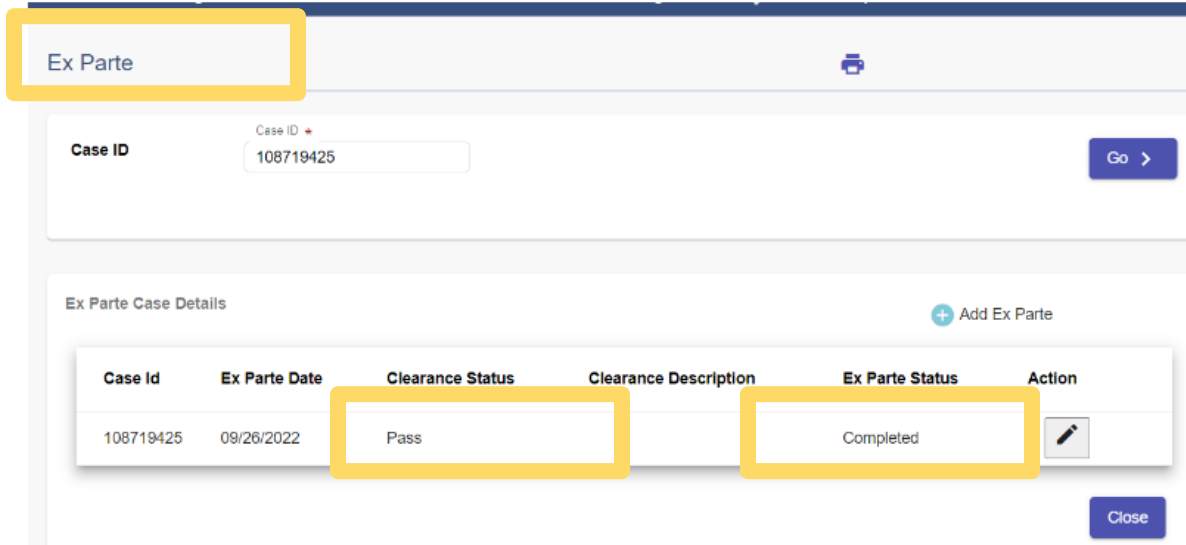 Ex Parte
Case ID *
Case ID
108719425
Go
Ex Parte Case Details
Add Ex Parte
Case Id Ex Parte Date Clearance Status Clearance Description Ex Parte Status Action
108719425 09/26/2022 Pass Completed
Close